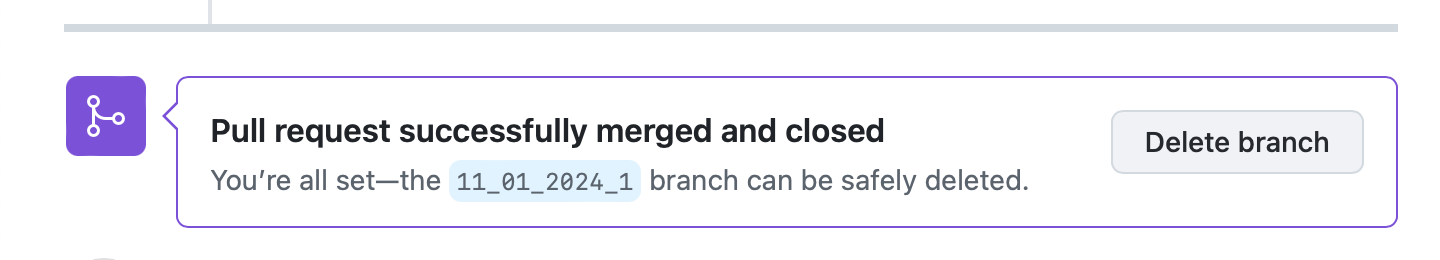 Pull request successfully merged and closed
Delete branch
You’re all set—the 11_01_2024_1 branch can be safely deleted.